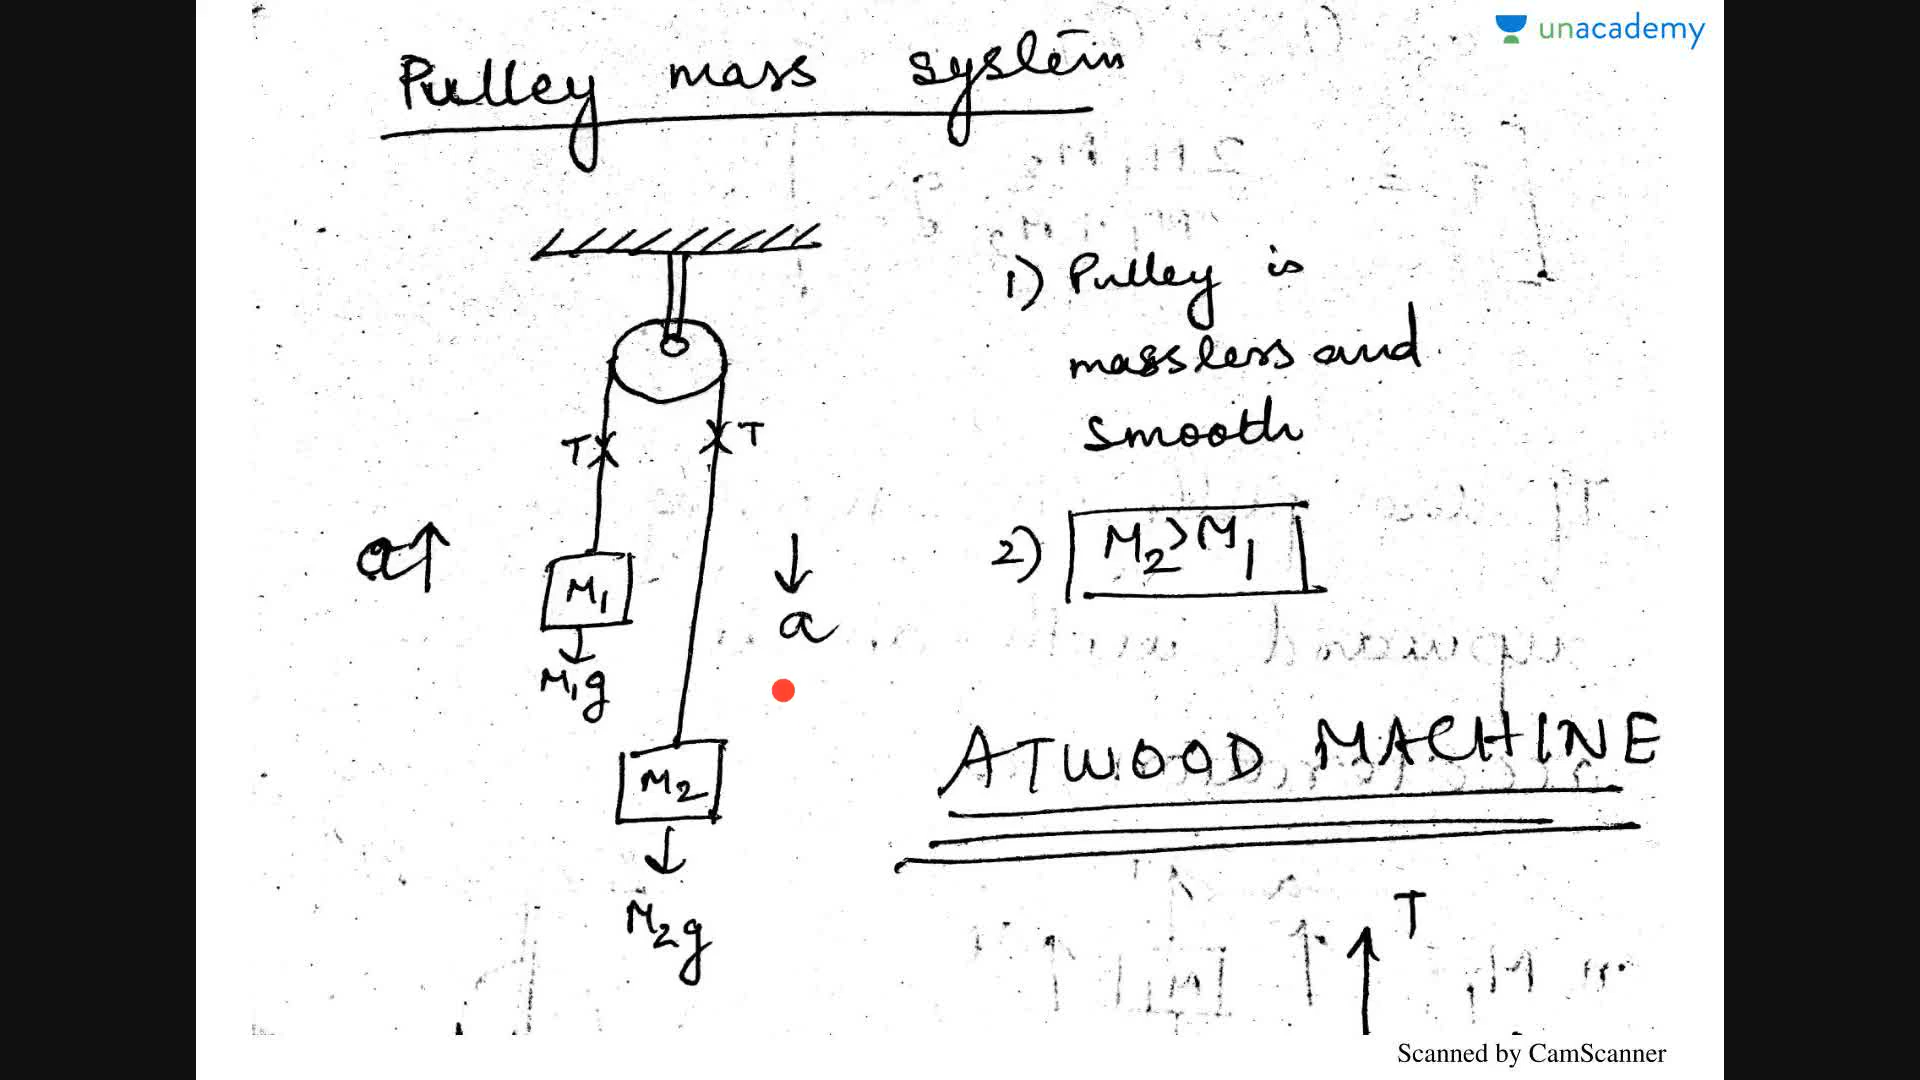 unacademy
Pulley mass system
1) Pulley is
massless and
smooth
T
T
a
M1
M1g
a
2) M2>M1
M2
M2g
ATWOOD MACHINE
T
Scanned by CamScanner